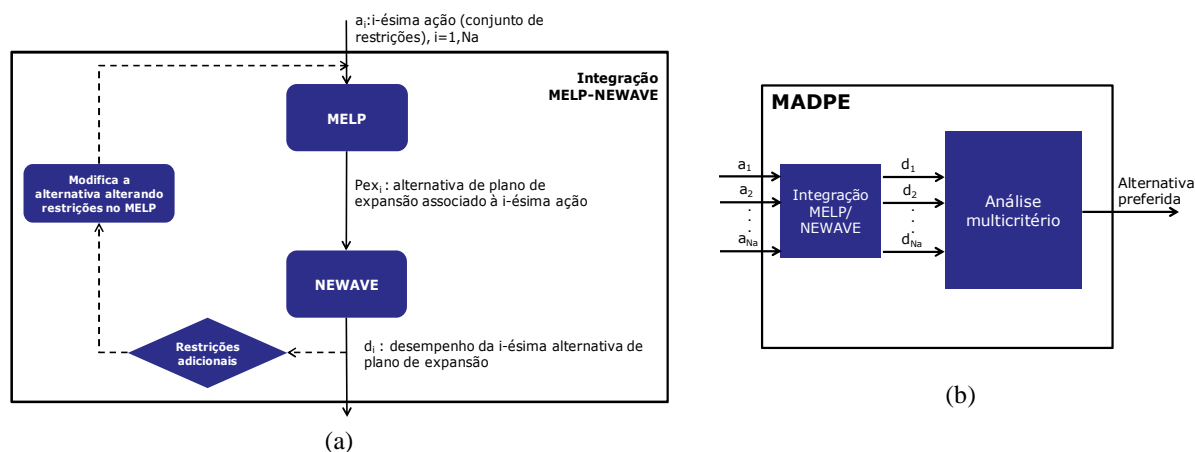 aᵢ:i-ésima ação (conjunto de
restrições), i=1,Na
Integração
MELP-NEWAVE
MELP
Modifica a
alternativa alterando
restrições no MELP
Pexᵢ : alternativa de plano de
expansão associado à i-ésima ação
NEWAVE
Restrições
adicionais
dᵢ : desempenho da i-ésima alternativa de
plano de expansão
(a)
MADPE
a₁
a₂
.
.
.
a_Na
Integração
MELP/
NEWAVE
d₁
d₂
.
.
.
d_Na
Análise
multicritério
Alternativa
preferida
(b)